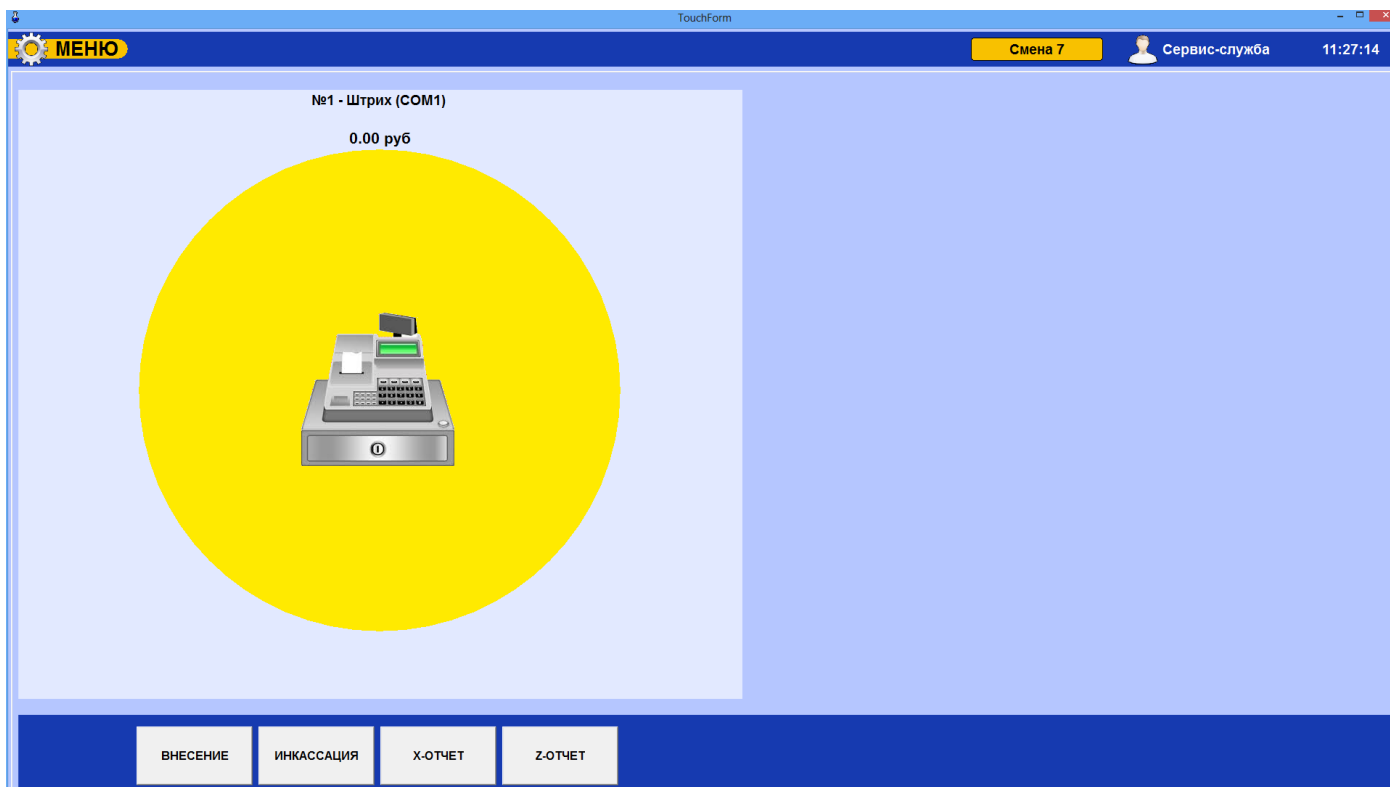 TouchForm
МЕНЮ
Смена 7
Сервис-служба
11:27:14
№1 - Штрих (COM1)
0.00 руб
ВНЕСЕНИЕ
ИНКАССАЦИЯ
X-ОТЧЕТ
Z-ОТЧЕТ